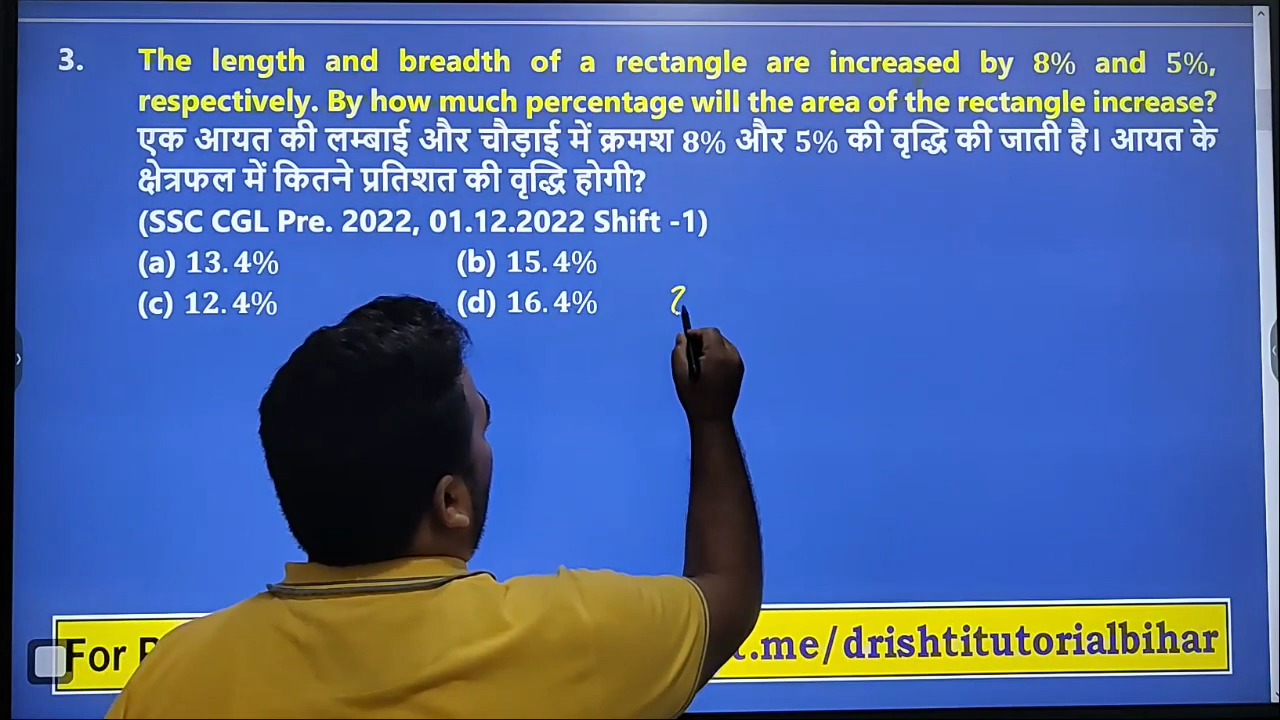 3. The length and breadth of a rectangle are increased by 8% and 5%,
respectively. By how much percentage will the area of the rectangle increase?
एक आयत की लम्बाई और चौड़ाई में क्रमश 8% और 5% की वृद्धि की जाती है। आयत के
क्षेत्रफल में कितने प्रतिशत की वृद्धि होगी?
(SSC CGL Pre. 2022, 01.12.2022 Shift -1)
(a) 13.4% (b) 15.4%
(c) 12.4% (d) 16.4%
For t.me/drishtitutorialbihar